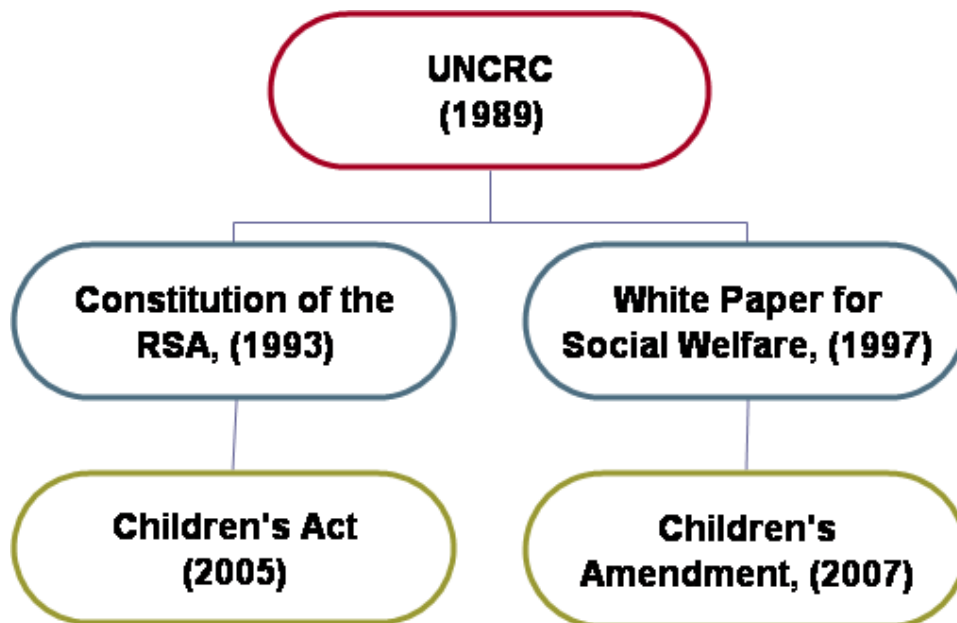 UNCRC
(1989)
Constitution of the
RSA, (1993)
White Paper for
Social Welfare, (1997)
Children's Act
(2005)
Children's
Amendment, (2007)